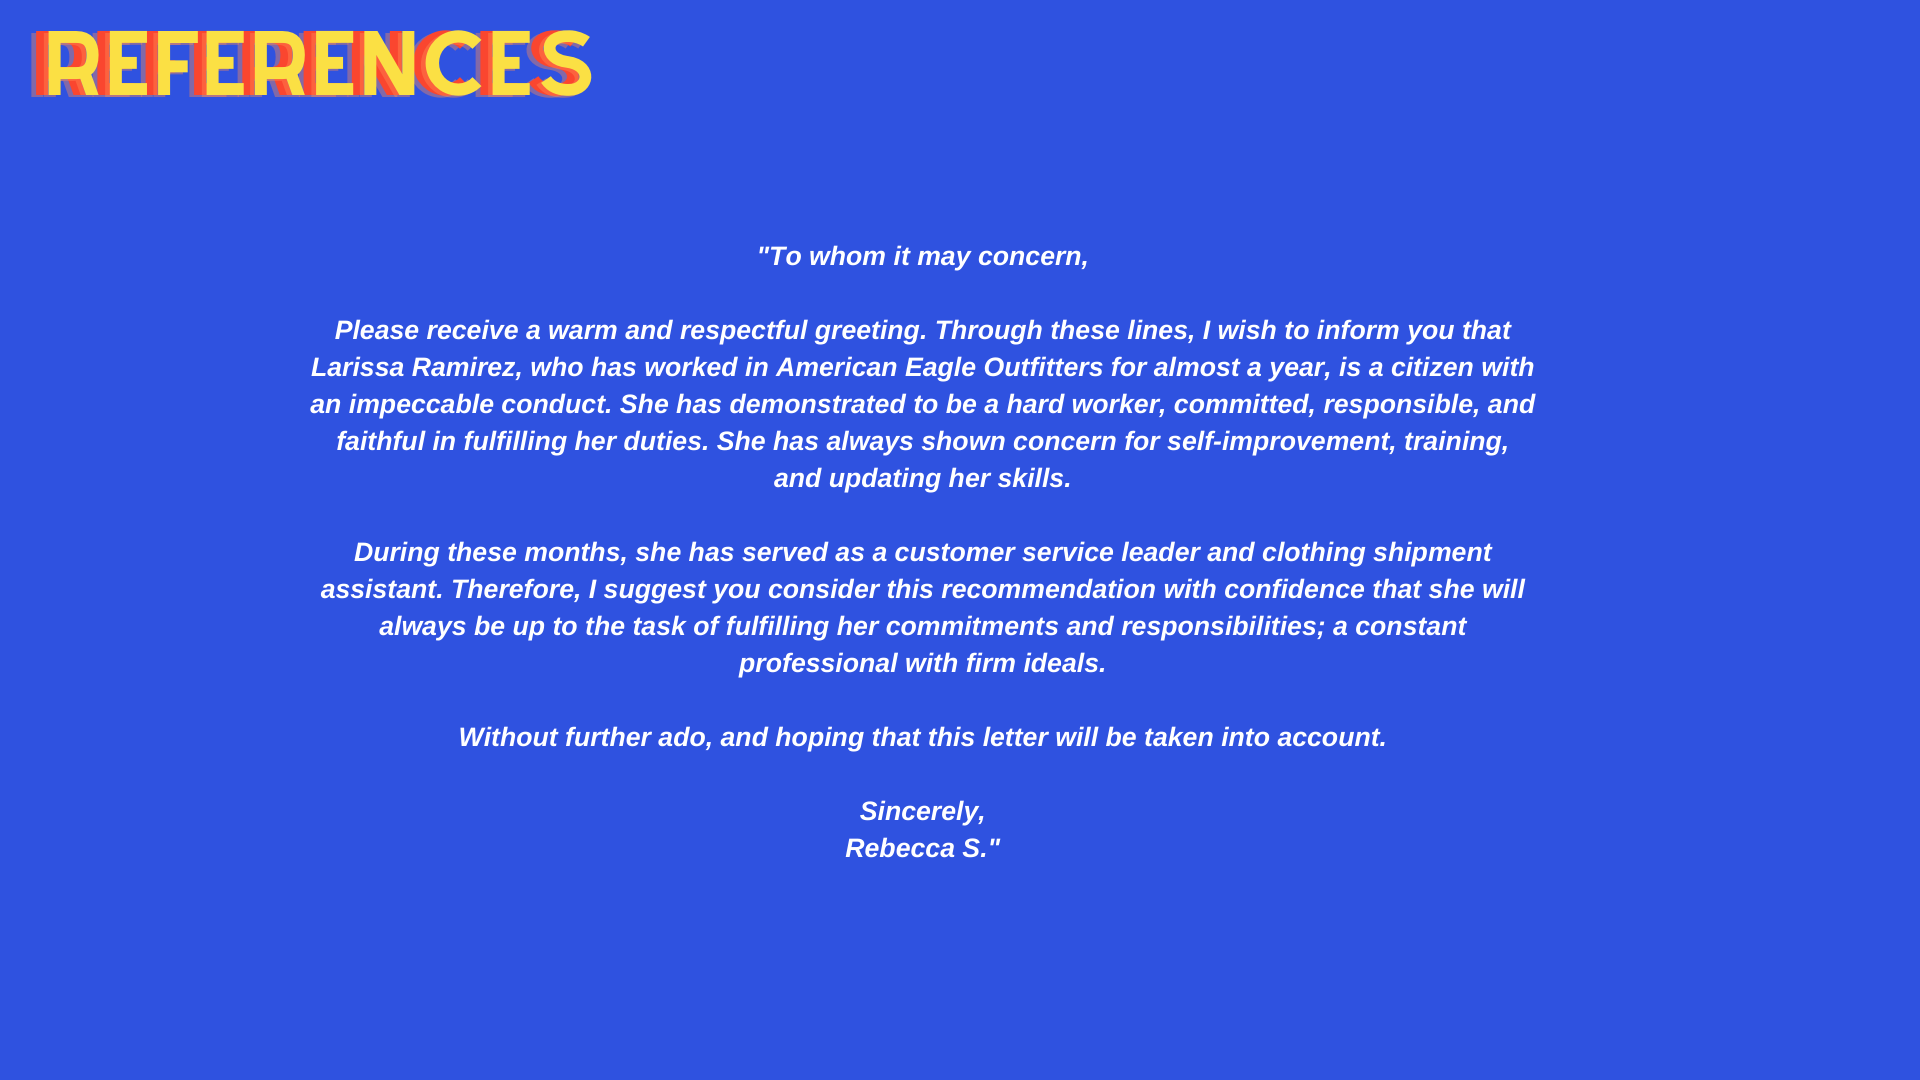 REFERENCES
"To whom it may concern,
Please receive a warm and respectful greeting. Through these lines, I wish to inform you that
Larissa Ramirez, who has worked in American Eagle Outfitters for almost a year, is a citizen with
an impeccable conduct. She has demonstrated to be a hard worker, committed, responsible, and
faithful in fulfilling her duties. She has always shown concern for self-improvement, training,
and updating her skills.
During these months, she has served as a customer service leader and clothing shipment
assistant. Therefore, I suggest you consider this recommendation with confidence that she will
always be up to the task of fulfilling her commitments and responsibilities; a constant
professional with firm ideals.
Without further ado, and hoping that this letter will be taken into account.
Sincerely,
Rebecca S."